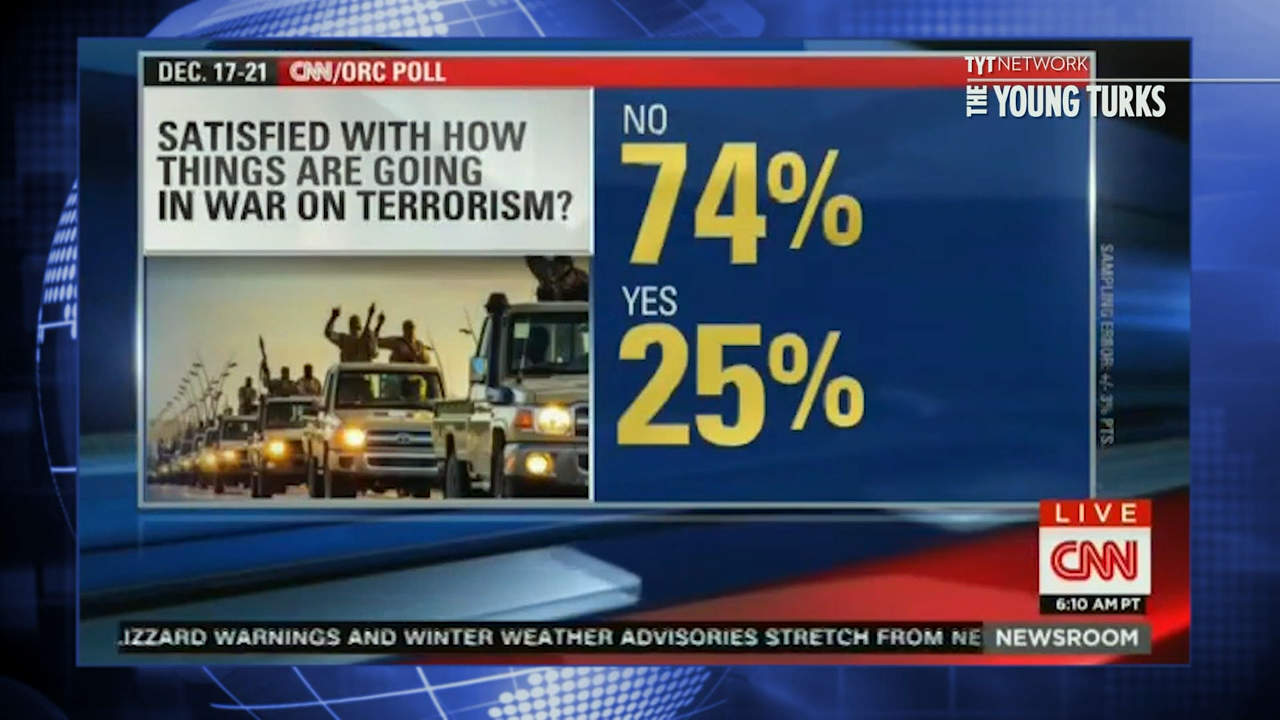 DEC. 17-21 CNN/ORC POLL
TYTNETWORK
THE YOUNG TURKS
SATISFIED WITH HOW
THINGS ARE GOING
IN WAR ON TERRORISM?
NO
74%
YES
25%
SAMPLING ERROR: +/- 3% PTS.
LIVE
CNN
6:10 AM PT
IZZARD WARNINGS AND WINTER WEATHER ADVISORIES STRETCH FROM NE
NEWSROOM